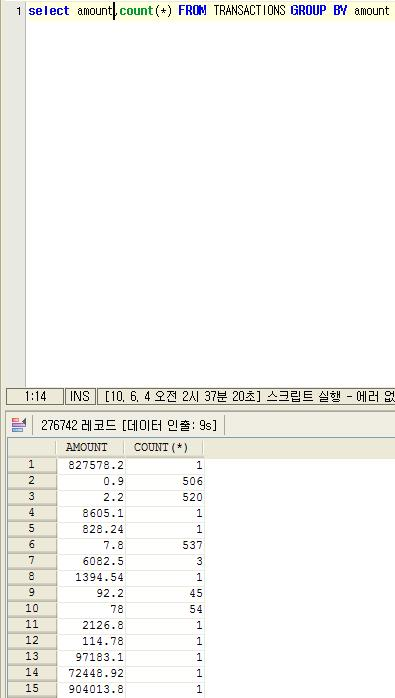 1 select amount,count(*) FROM TRANSACTIONS GROUP BY amount
1:14 INS [10, 6, 4 오전 2시 37분 20초] 스크립트 실행 - 에러 없
276742 레코드 [데이터 인출: 9s]
AMOUNT COUNT(*)
1 827578.2 1
2 0.9 506
3 2.2 520
4 8605.1 1
5 828.24 1
6 7.8 537
7 6082.5 3
8 1394.54 1
9 92.2 45
10 78 54
11 2126.8 1
12 114.78 1
13 97183.1 1
14 72448.92 1
15 904013.8 1